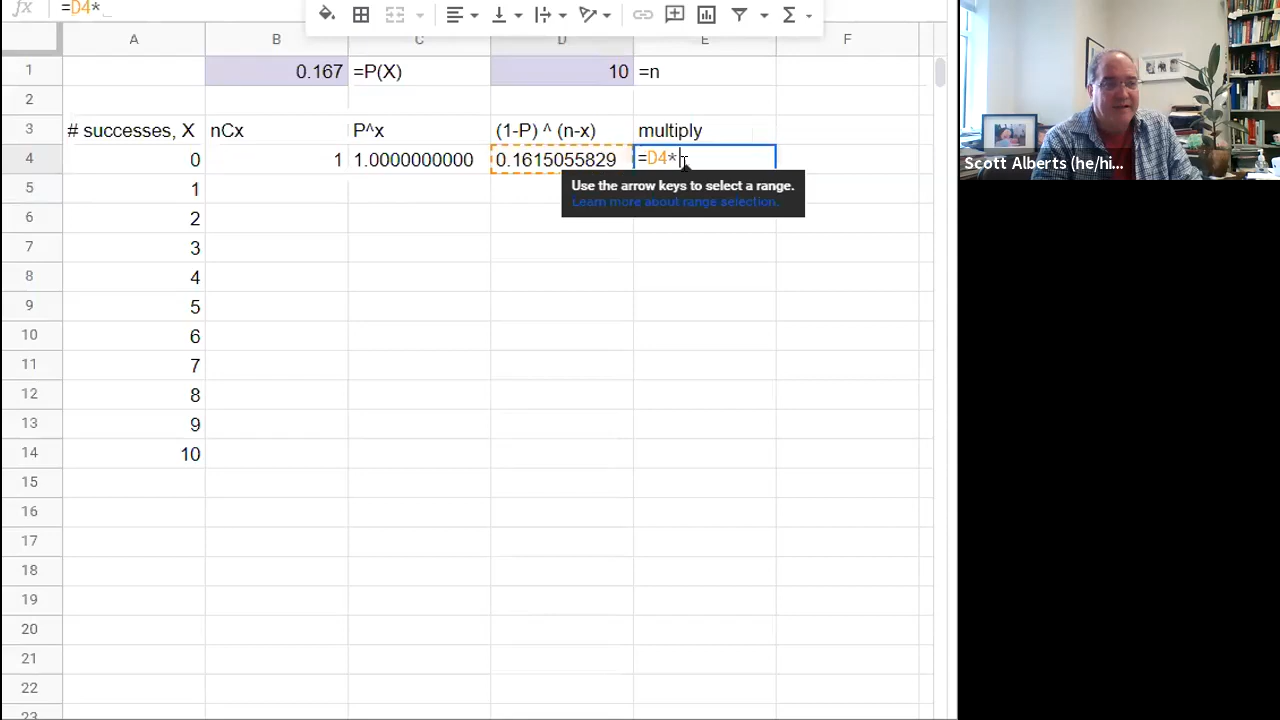 fx =D4*
A B C D E F
1 0.167 =P(X) 10 =n
2
3 # successes, X nCx P^x (1-P) ^ (n-x) multiply
4 0 1 1.0000000000 0.1615055829 =D4*
Use the arrow keys to select a range.
Learn more about range selection.
5 1
6 2
7 3
8 4
9 5
10 6
11 7
12 8
13 9
14 10
15
16
17
18
19
20
21
22
23
Scott Alberts (he/hi...